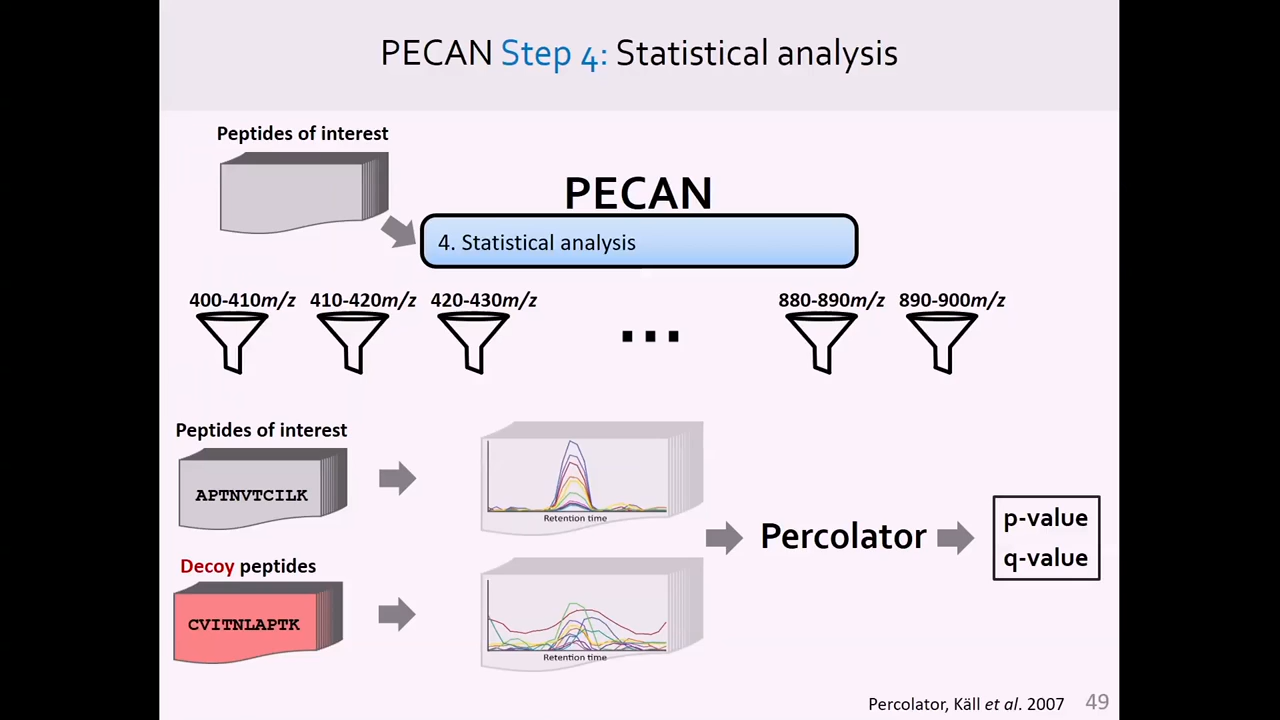 PECAN Step 4: Statistical analysis
Peptides of interest
PECAN
4. Statistical analysis
400-410m/z 410-420m/z 420-430m/z ... 880-890m/z 890-900m/z
Peptides of interest
APTNVTCILK
Retention time
Decoy peptides
CVITNLAPTK
Retention time
Percolator
p-value
q-value
Percolator, Käll et al. 2007
49